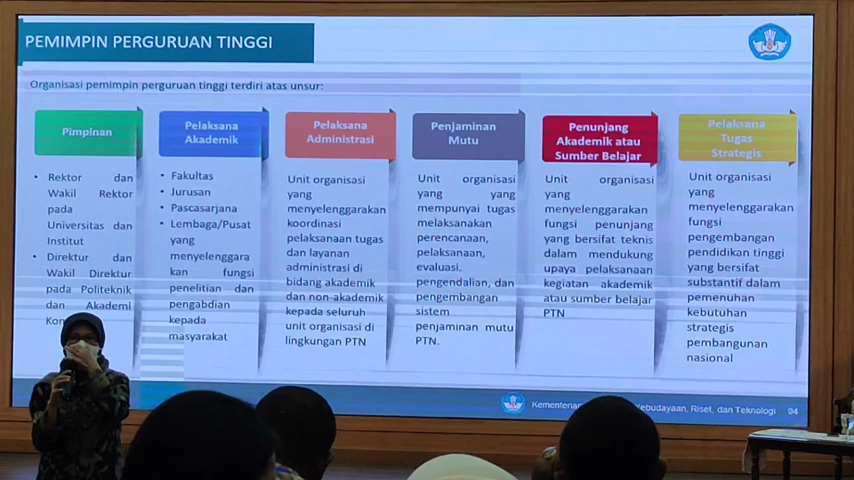 PEMIMPIN PERGURUAN TINGGI
Organisasi pemimpin perguruan tinggi terdiri atas unsur:
Pimpinan
• Rektor dan
Wakil Rektor
pada
Universitas dan
Institut
• Direktur dan
Wakil Direktur
pada Politeknik
dan Akademi
Pelaksana
Akademik
• Fakultas
• Jurusan
• Pascasarjana
• Lembaga/Pusat
yang
menyelenggara
kan fungsi
penelitian dan
pengabdian
kepada
masyarakat
Pelaksana
Administrasi
Unit organisasi
yang
menyelenggarakan
koordinasi
pelaksanaan tugas
dan layanan
administrasi di
bidang akademik
dan non-akademik
kepada seluruh
unit organisasi di
lingkungan PTN
Penjaminan
Mutu
Unit organisasi
yang yang
mempunyai tugas
melaksanakan
perencanaan,
pelaksanaan,
evaluasi.
pengendalian, dan
pengembangan
sistem
penjaminan mutu
PTN.
Penunjang
Akademik atau
Sumber Belajar
Unit organisasi
yang
menyelenggarakan
fungsi penunjang
yang bersifat teknis
dalam mendukung
upaya pelaksanaan
kegiatan akademik
atau sumber belajar
PTN
Pelaksana
Tugas
Strategis
Unit organisasi
yang
menyelenggarakan
fungsi
pengembangan
pendidikan tinggi
yang bersifat
substantif dalam
pemenuhan
kebutuhan
strategis
pembangunan
nasional
Kebudayaan, Riset, dan Teknologi 94